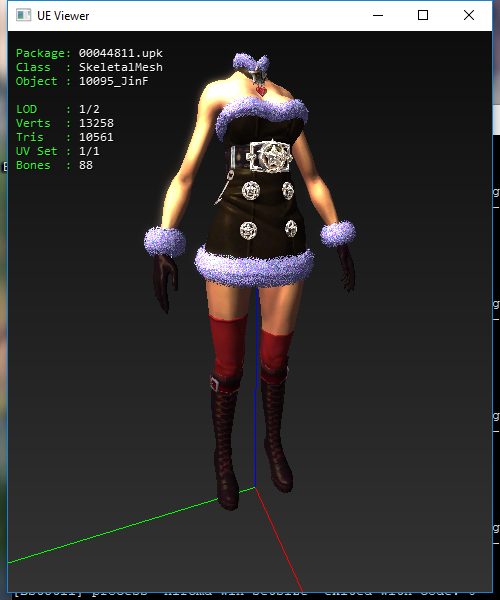 UE Viewer
Package: 00044811.upk
Class : SkeletalMesh
Object : 10095_JinF
LOD : 1/2
Verts : 13258
Tris : 10561
UV Set : 1/1
Bones : 88